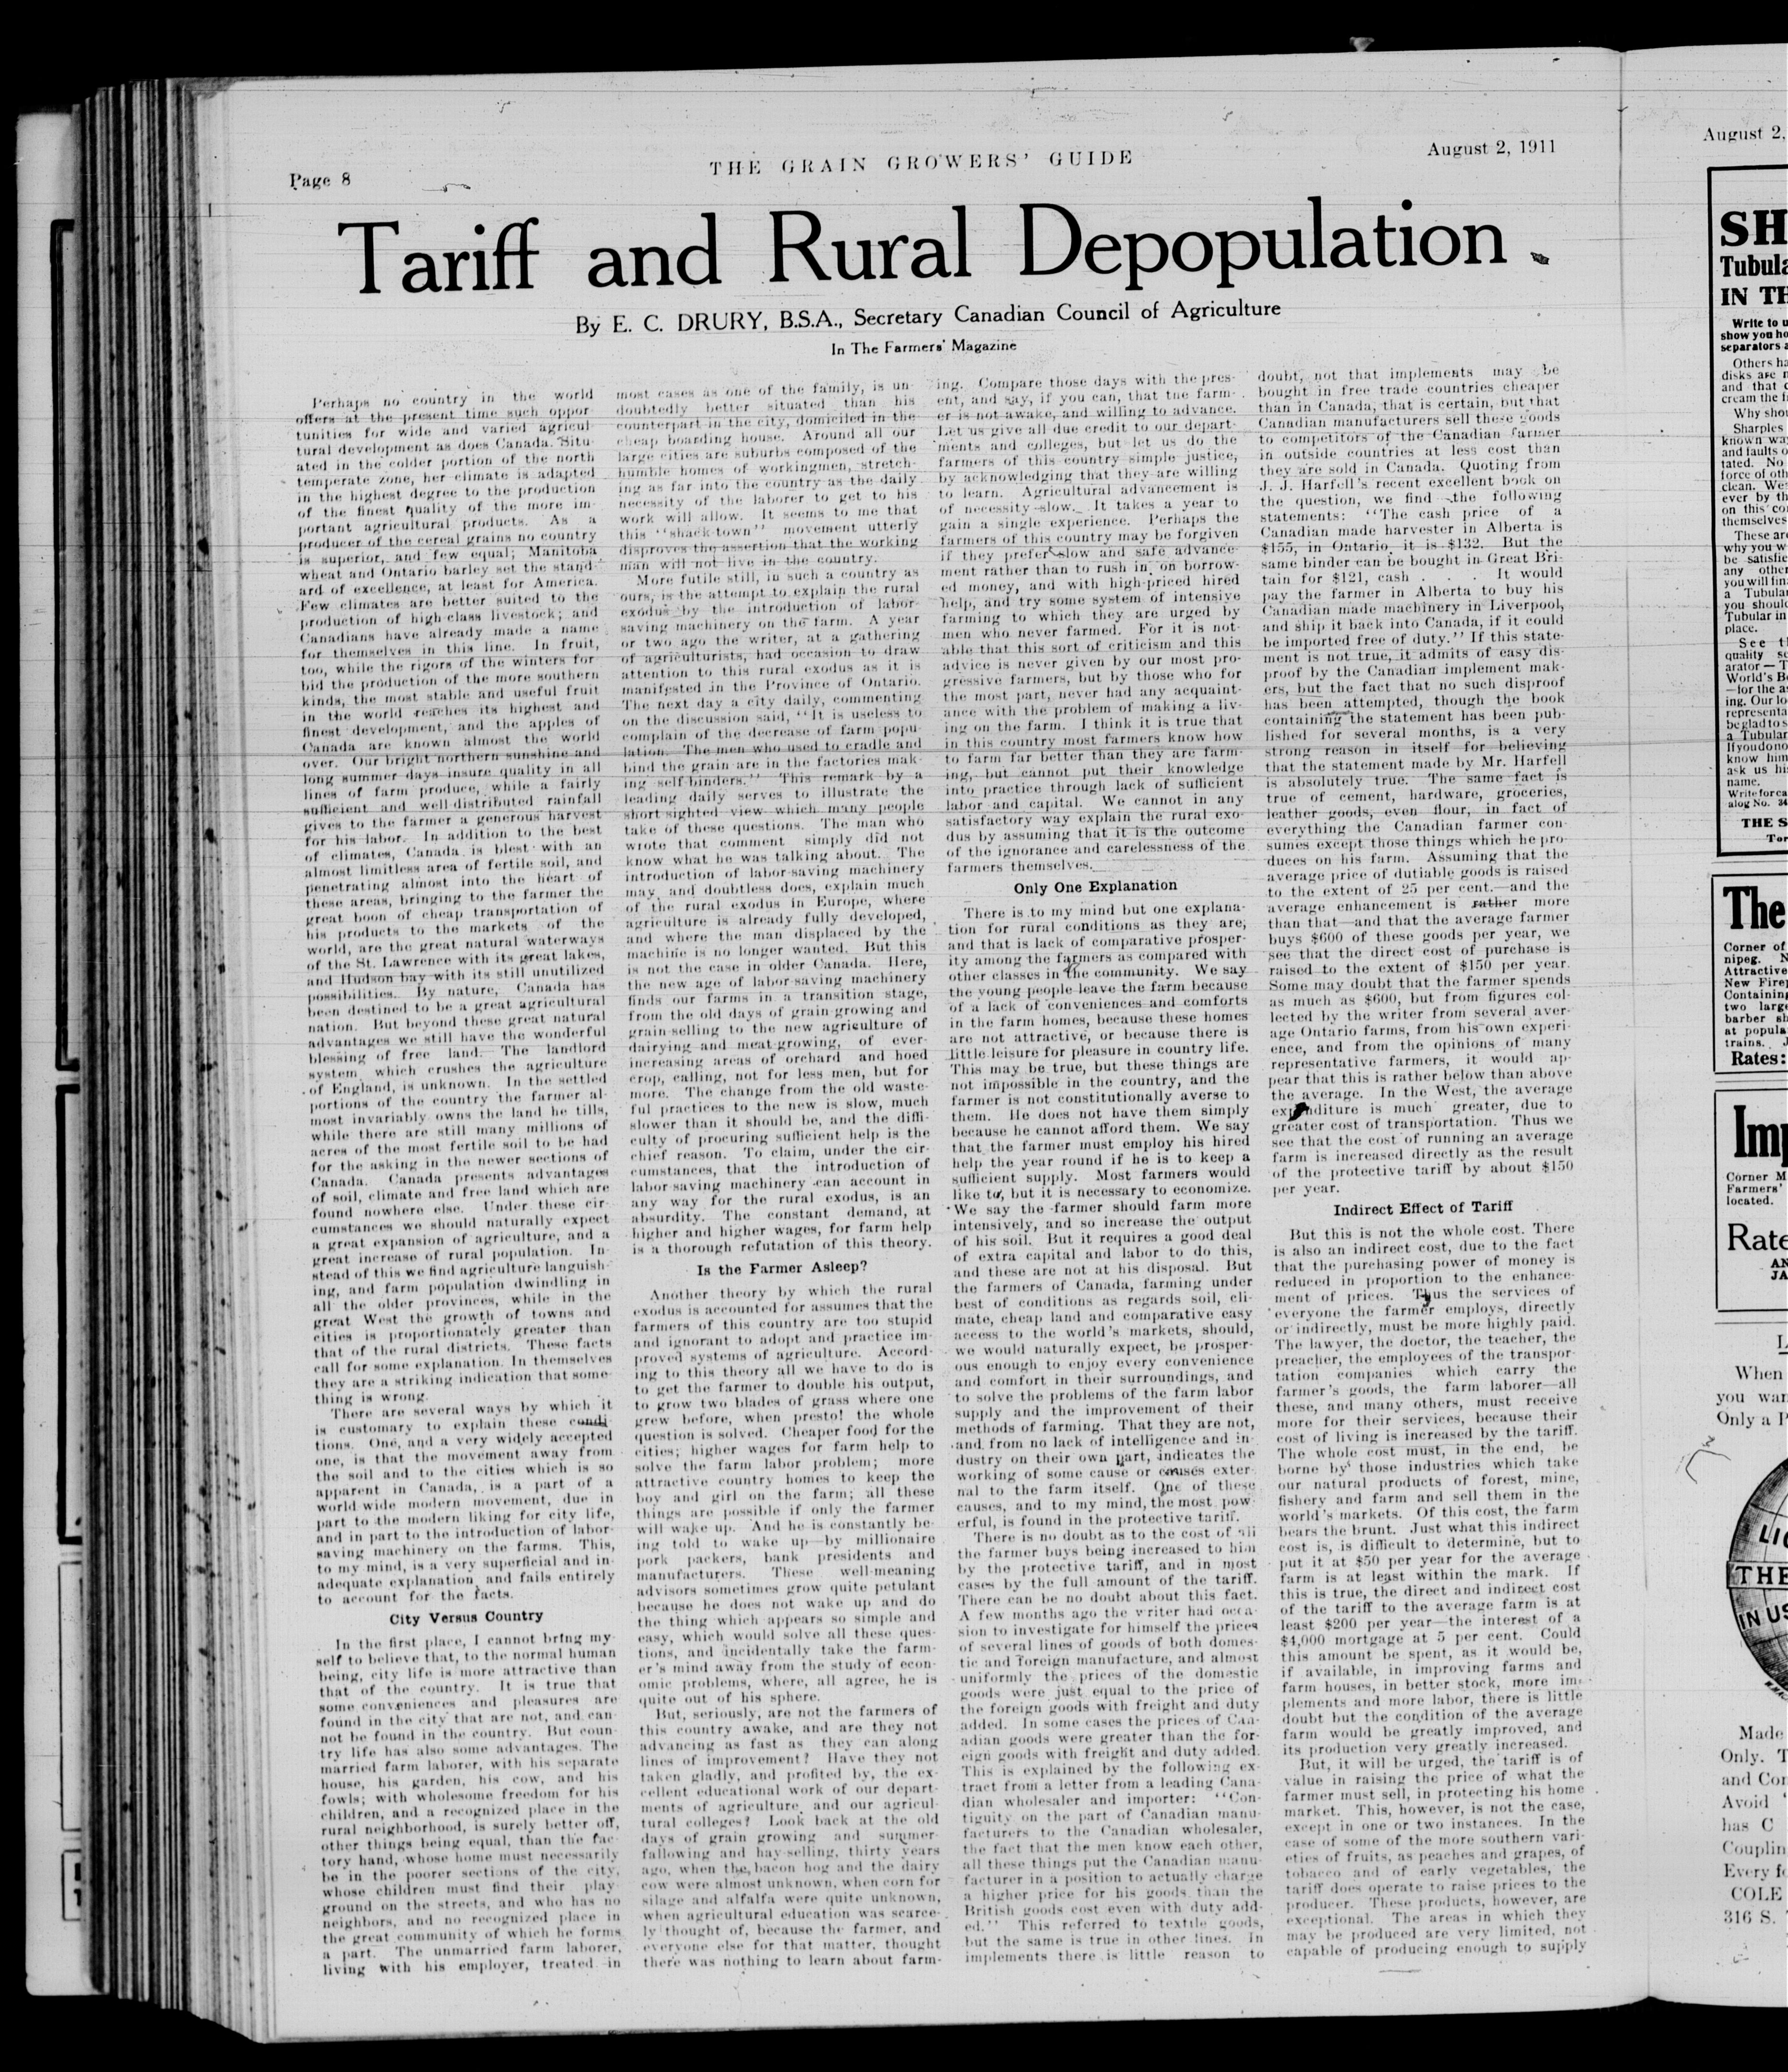 Page 8
THE GRAIN GROWERS' GUIDE
August 2, 1911
Tariff and Rural Depopulation
By E. C. DRURY, B.S.A., Secretary Canadian Council of Agriculture
In The Farmers' Magazine
Perhaps no country in the world
offers at the present time such oppor-
tunities for wide and varied agricul-
tural development as does Canada. Situ-
ated in the colder portion of the north
temperate zone, her climate is adapted
in the highest degree to the production
of the finest quality of the more im-
portant agricultural products. As a
producer of the cereal grains no country
is superior, and few equal; Manitoba
wheat and Ontario barley set the stand-
ard of excellence, at least for America.
Few climates are better suited to the
production of high-class livestock; and
Canadians have already made a name
for themselves in this line. In fruit,
too, while the rigors of the winters for-
bid the production of the more southern
kinds, the most stable and useful fruit
in the world reaches its highest and
finest development, and the apples of
Canada are known almost the world
over. Our bright northern sunshine and
long summer days insure quality in all
lines of farm produce, while a fairly
sufficient and well-distributed rainfall
gives to the farmer a generous harvest
for his labor. In addition to the best
of climates, Canada is blest with an
almost limitless area of fertile soil, and
penetrating almost into the heart of
these areas, bringing to the farmer the
great boon of cheap transportation of
his products to the markets of the
world, are the great natural waterways
of the St. Lawrence with its great lakes,
and Hudson bay with its still unutilized
possibilities. By nature, Canada has
been destined to be a great agricultural
nation. But beyond these great natural
advantages we still have the wonderful
blessing of free land. The landlord
system, which crushes the agriculture
of England, is unknown. In the settled
portions of the country the farmer al-
most invariably owns the land he tills,
while there are still many millions of
acres of the most fertile soil to be had
for the asking in the newer sections of
Canada. Canada presents advantages
of soil, climate and free land which are
found nowhere else. Under these cir-
cumstances we should naturally expect
a great expansion of agriculture, and a
great increase of rural population. In-
stead of this we find agriculture languish-
ing, and farm population dwindling in
all the older provinces, while in the
great West the growth of towns and
cities is proportionately greater than
that of the rural districts. These facts
call for some explanation. In themselves
they are a striking indication that some-
thing is wrong.
There are several ways by which it
is customary to explain these condi-
tions. One, and a very widely accepted
one, is that the movement away from
the soil and to the cities which is so
apparent in Canada, is a part of a
world-wide modern movement, due in
part to the modern liking for city life,
and in part to the introduction of labor-
saving machinery on the farms. This,
to my mind, is a very superficial and in-
adequate explanation and fails entirely
to account for the facts.
City Versus Country
In the first place, I cannot bring my-
self to believe that, to the normal human
being, city life is more attractive than
that of the country. It is true that
some conveniences and pleasures are
found in the city that are not, and can-
not be found in the country. But coun-
try life has also some advantages. The
married farm laborer, with his separate
house, his garden, his cow, and his
fowls; with wholesome freedom for his
children, and a recognized place in the
rural neighborhood, is surely better off,
other things being equal, than the fac-
tory hand, whose home must necessarily
be in the poorer sections of the city,
whose children must find their play-
ground on the streets, and who has no
neighbors, and no recognized place in
the great community of which he forms
a part. The unmarried farm laborer,
living with his employer, treated in
most cases as one of the family, is un-
doubtedly better situated than his
counterpart in the city, domiciled in the
cheap boarding house. Around all our
large cities are suburbs composed of the
humble homes of workingmen, stretch-
ing as far into the country as the daily
necessity of the laborer to get to his
work will allow. It seems to me that
this "shack-town" movement utterly
disproves the assertion that the working
man will not live in the country.
More futile still, in such a country as
ours, is the attempt to explain the rural
exodus by the introduction of labor-
saving machinery on the farm. A year
or two ago the writer, at a gathering
of agriculturists, had occasion to draw
attention to this rural exodus as it is
manifested in the Province of Ontario.
The next day a city daily, commenting
on the discussion said, "It is useless to
complain of the decrease of farm popu-
lation. The men who used to cradle and
bind the grain are in the factories mak-
ing self-binders." This remark by a
leading daily serves to illustrate the
short-sighted view which many people
take of these questions. The man who
wrote that comment simply did not
know what he was talking about. The
introduction of labor-saving machinery
may, and doubtless does, explain much
of the rural exodus in Europe, where
agriculture is already fully developed,
and where the man displaced by the
machine is no longer wanted. But this
is not the case in older Canada. Here,
the new age of labor-saving machinery
finds our farms in a transition stage,
from the old days of grain-growing and
grain-selling to the new agriculture of
dairying and meat-growing, of ever-
increasing areas of orchard and hoed
crop, calling, not for less men, but for
more. The change from the old waste-
ful practices to the new is slow, much
slower than it should be, and the diffi-
culty of procuring sufficient help is the
chief reason. To claim, under the cir-
cumstances, that the introduction of
labor-saving machinery can account in
any way for the rural exodus, is an
absurdity. The constant demand, at
higher and higher wages, for farm help
is a thorough refutation of this theory.
Is the Farmer Asleep?
Another theory by which the rural
exodus is accounted for assumes that the
farmers of this country are too stupid
and ignorant to adopt and practice im-
proved systems of agriculture. Accord-
ing to this theory all we have to do is
to get the farmer to double his output,
to grow two blades of grass where one
grew before, when presto! the whole
question is solved. Cheaper food for the
cities; higher wages for farm help to
solve the farm labor problem; more
attractive country homes to keep the
boy and girl on the farm; all these
things are possible if only the farmer
will wake up. And he is constantly be-
ing told to wake up—by millionaire
pork packers, bank presidents and
manufacturers. These well-meaning
advisors sometimes grow quite petulant
because he does not wake up and do
the thing which appears so simple and
easy, which would solve all these ques-
tions, and incidentally take the farm-
er's mind away from the study of econ-
omic problems, where, all agree, he is
quite out of his sphere.
But, seriously, are not the farmers of
this country awake, and are they not
advancing as fast as they can along
lines of improvement? Have they not
taken gladly, and profited by, the ex-
cellent educational work of our depart-
ments of agriculture and our agricul-
tural colleges? Look back at the old
days of grain growing and summer-
fallowing and hay-selling, thirty years
ago, when the bacon hog and the dairy
cow were almost unknown, when corn for
silage and alfalfa were quite unknown,
when agricultural education was scarce-
ly thought of, because the farmer, and
everyone else for that matter, thought
there was nothing to learn about farm-
ing. Compare those days with the pres-
ent, and say, if you can, that the farm-
er is not awake, and willing to advance.
Let us give all due credit to our depart-
ments and colleges, but let us do the
farmers of this country simple justice,
by acknowledging that they are willing
to learn. Agricultural advancement is
of necessity slow. It takes a year to
gain a single experience. Perhaps the
farmers of this country may be forgiven
if they prefer slow and safe advance-
ment rather than to rush in, on borrow-
ed money, and with high-priced hired
help, and try some system of intensive
farming to which they are urged by
men who never farmed. For it is not-
able that this sort of criticism and this
advice is never given by our most pro-
gressive farmers, but by those who for
the most part, never had any acquaint-
ance with the problem of making a liv-
ing on the farm. I think it is true that
in this country most farmers know how
to farm far better than they are farm-
ing, but cannot put their knowledge
into practice through lack of sufficient
labor and capital. We cannot in any
satisfactory way explain the rural exo-
dus by assuming that it is the outcome
of the ignorance and carelessness of the
farmers themselves.
Only One Explanation
There is to my mind but one explana-
tion for rural conditions as they are,
and that is lack of comparative prosper-
ity among the farmers as compared with
other classes in the community. We say
the young people leave the farm because
of a lack of conveniences and comforts
in the farm homes, because these homes
are not attractive, or because there is
little leisure for pleasure in country life.
This may be true, but these things are
not impossible in the country, and the
farmer is not constitutionally averse to
them. He does not have them simply
because he cannot afford them. We say
that the farmer must employ his hired
help the year round if he is to keep a
sufficient supply. Most farmers would
like to, but it is necessary to economize.
We say the farmer should farm more
intensively, and so increase the output
of his soil. But it requires a good deal
of extra capital and labor to do this,
and these are not at his disposal. But
the farmers of Canada, farming under
best of conditions as regards soil, cli-
mate, cheap land and comparative easy
access to the world's markets, should,
we would naturally expect, be prosper-
ous enough to enjoy every convenience
and comfort in their surroundings, and
to solve the problems of the farm labor
supply and the improvement of their
methods of farming. That they are not,
and from no lack of intelligence and in-
dustry on their own part, indicates the
working of some cause or causes exter-
nal to the farm itself. One of these
causes, and to my mind, the most pow-
erful, is found in the protective tariff.
There is no doubt as to the cost of all
the farmer buys being increased to him
by the protective tariff, and in most
cases by the full amount of the tariff.
There can be no doubt about this fact.
A few months ago the writer had occa-
sion to investigate for himself the prices
of several lines of goods of both domes-
tic and foreign manufacture, and almost
uniformly the prices of the domestic
goods were just equal to the price of
the foreign goods with freight and duty
added. In some cases the prices of Can-
adian goods were greater than the for-
eign goods with freight and duty added.
This is explained by the following ex-
tract from a letter from a leading Cana-
dian wholesaler and importer: "Con-
tiguity on the part of Canadian manu-
facturers to the Canadian wholesaler,
the fact that the men know each other,
all these things put the Canadian manu-
facturer in a position to actually charge
a higher price for his goods than the
British goods cost even with duty add-
ed." This referred to textile goods,
but the same is true in other lines. In
implements there is little reason to
doubt, not that implements may be
bought in free trade countries cheaper
than in Canada, that is certain, but that
Canadian manufacturers sell these goods
to competitors of the Canadian farmer
in outside countries at less cost than
they are sold in Canada. Quoting from
J. J. Harfell's recent excellent book on
the question, we find the following
statements: "The cash price of a
Canadian made harvester in Alberta is
$155, in Ontario it is $132. But the
same binder can be bought in Great Bri-
tain for $121, cash . . . It would
pay the farmer in Alberta to buy his
Canadian made machinery in Liverpool,
and ship it back into Canada, if it could
be imported free of duty." If this state-
ment is not true, it admits of easy dis-
proof by the Canadian implement mak-
ers, but the fact that no such disproof
has been attempted, though the book
containing the statement has been pub-
lished for several months, is a very
strong reason in itself for believing
that the statement made by Mr. Harfell
is absolutely true. The same fact is
true of cement, hardware, groceries,
leather goods, even flour, in fact of
everything the Canadian farmer con-
sumes except those things which he pro-
duces on his farm. Assuming that the
average price of dutiable goods is raised
to the extent of 25 per cent.—and the
average enhancement is rather more
than that—and that the average farmer
buys $600 of these goods per year, we
see that the direct cost of purchase is
raised to the extent of $150 per year.
Some may doubt that the farmer spends
as much as $600, but from figures col-
lected by the writer from several aver-
age Ontario farms, from his own experi-
ence, and from the opinions of many
representative farmers, it would ap-
pear that this is rather below than above
the average. In the West, the average
expenditure is much greater, due to
greater cost of transportation. Thus we
see that the cost of running an average
farm is increased directly as the result
of the protective tariff by about $150
per year.
Indirect Effect of Tariff
But this is not the whole cost. There
is also an indirect cost, due to the fact
that the purchasing power of money is
reduced in proportion to the enhance-
ment of prices. Thus the services of
everyone the farmer employs, directly
or indirectly, must be more highly paid.
The lawyer, the doctor, the teacher, the
preacher, the employees of the transpor-
tation companies which carry the
farmer's goods, the farm laborer—all
these, and many others, must receive
more for their services, because their
cost of living is increased by the tariff.
The whole cost must, in the end, be
borne by those industries which take
our natural products of forest, mine,
fishery and farm and sell them in the
world's markets. Of this cost, the farm
bears the brunt. Just what this indirect
cost is, is difficult to determine, but to
put it at $50 per year for the average
farm is at least within the mark. If
this is true, the direct and indirect cost
of the tariff to the average farm is at
least $200 per year—the interest of a
$4,000 mortgage at 5 per cent. Could
this amount be spent, as it would be,
if available, in improving farms and
farm houses, in better stock, more im-
plements and more labor, there is little
doubt but the condition of the average
farm would be greatly improved, and
its production very greatly increased.
But, it will be urged, the tariff is of
value in raising the price of what the
farmer must sell, in protecting his home
market. This, however, is not the case,
except in one or two instances. In the
case of some of the more southern vari-
eties of fruits, as peaches and grapes, of
tobacco and of early vegetables, the
tariff does operate to raise prices to the
producer. These products, however, are
exceptional. The areas in which they
may be produced are very limited, not
capable of producing enough to supply
August 2,
SH
Tubula
IN TH
Write to u
show you ho
separators a
Others ha
disks are n
and that c
cream the f
Why shou
Sharples
known wa
and faults o
tated. No
force of oth
clean. We
ever by th
on this co
themselves
These are
why you w
be satisfie
any other
you will fin
a Tubular
you should
Tubular in
place.
See t
quality se
arator—T
World's B
—for the a
ing. Our lo
representa
be glad to s
a Tubular
If you do no
know him
ask us hi
name.
Write for ca
alog No. 34
THE S
Tor
The
Corner of
nipeg. N
Attractive
New Firep
Containing
two larg
barber sh
at popula
trains. J
Rates:
Imp
Corner M
Farmers'
located.
Rate
AN
JA
L
When
you wan
Only a P
LIG
THE
IN US
Made
Only. T
and Con
Avoid '
has C
Couplin
Every fo
COLE
316 S.